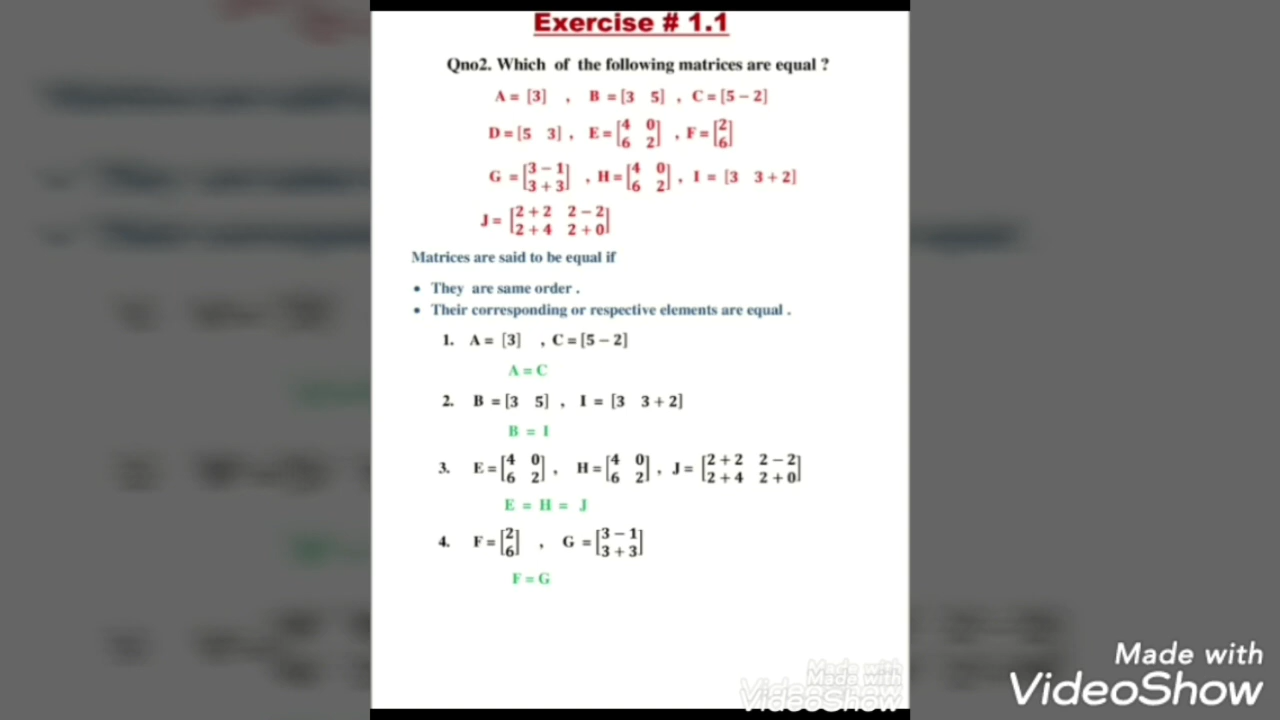 Exercise # 1.1
Qno2. Which of the following matrices are equal ?
A = [3] , B = [3 5] , C = [5 – 2]
D = [5 3] , E = [4 0
6 2] , F = [2
6]
G = [3 – 1
3 + 3] , H = [4 0
6 2] , I = [3 3 + 2]
J = [2 + 2 2 – 2
2 + 4 2 + 0]
Matrices are said to be equal if
• They are same order .
• Their corresponding or respective elements are equal .
1. A = [3] , C = [5 – 2]
A = C
2. B = [3 5] , I = [3 3 + 2]
B = I
3. E = [4 0
6 2] , H = [4 0
6 2] , J = [2 + 2 2 – 2
2 + 4 2 + 0]
E = H = J
4. F = [2
6] , G = [3 – 1
3 + 3]
F = G
Made with
Made with
VideoShow
Made with
VideoShow